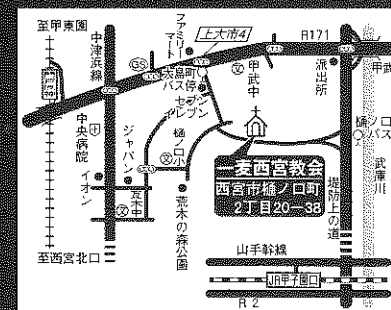 至甲東園
中津浜線
ファミリーマート
上大市4
R171
GS
大島バス停
セブンイレブン
文
甲武中
派出所
甲武
中央病院
ジャパン
樋ノ口小
文
樋ノ口バス
武庫川
イオン
文
荒木の森公園
一麦西宮教会
西宮市樋ノ口町
2丁目20―38
堤防上の道
至西宮北口
山手幹線
JR甲子園口
R2